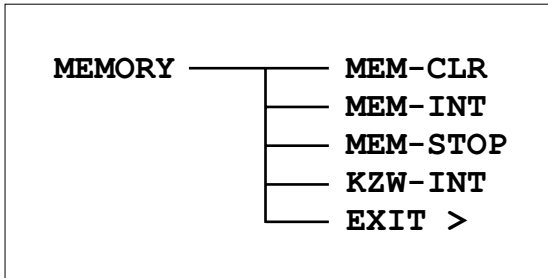 MEMORY MEM-CLR
MEM-INT
MEM-STOP
KZW-INT
EXIT >